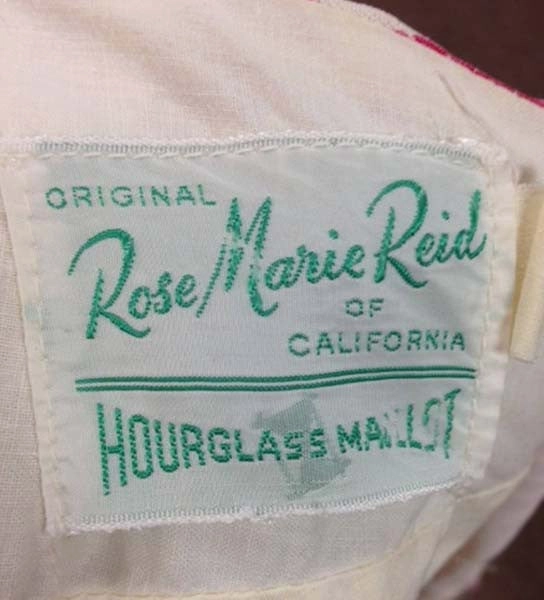 ORIGINAL
Rose Marie Reid
OF
CALIFORNIA
HOURGLASS MAILLOT